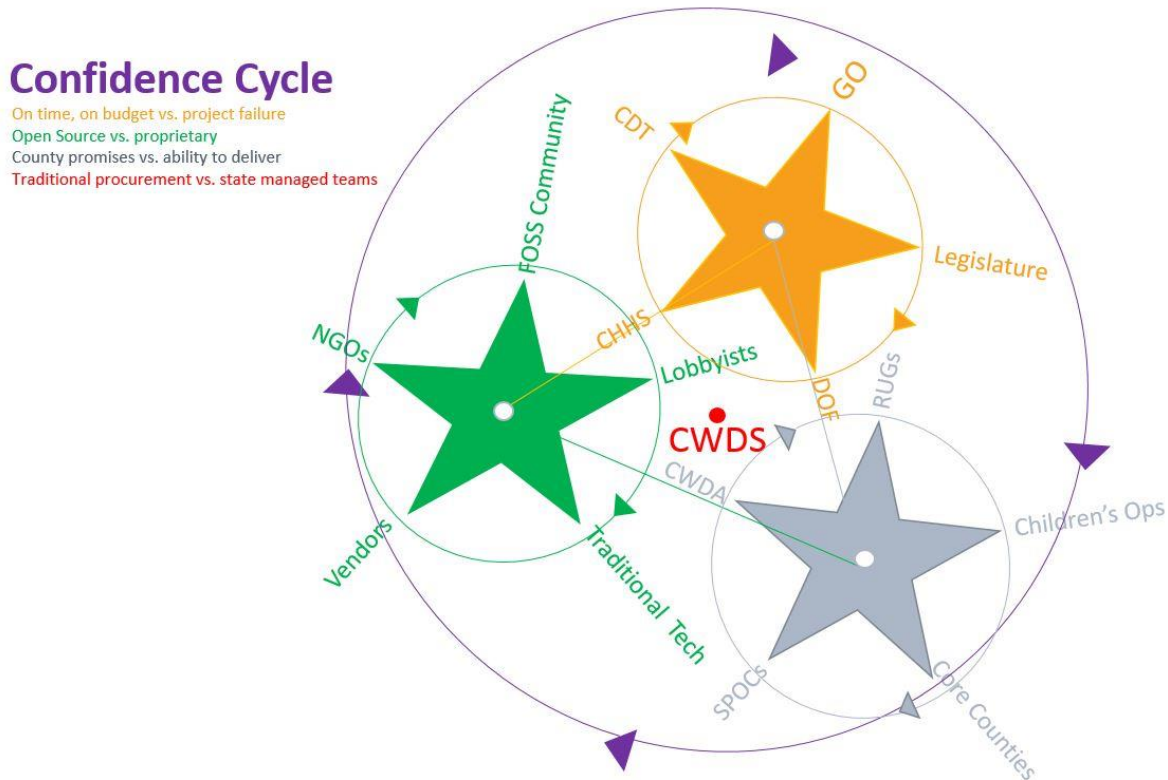 Confidence Cycle
On time, on budget vs. project failure
Open Source vs. proprietary
County promises vs. ability to deliver
Traditional procurement vs. state managed teams
GO
CDT
Legislature
CHHS
DOF
FOSS Community
NGOs
Lobbyists
Vendors
Traditional Tech
CWDS
RUGs
CWDA
Children's Ops
SPOCs
Core Counties